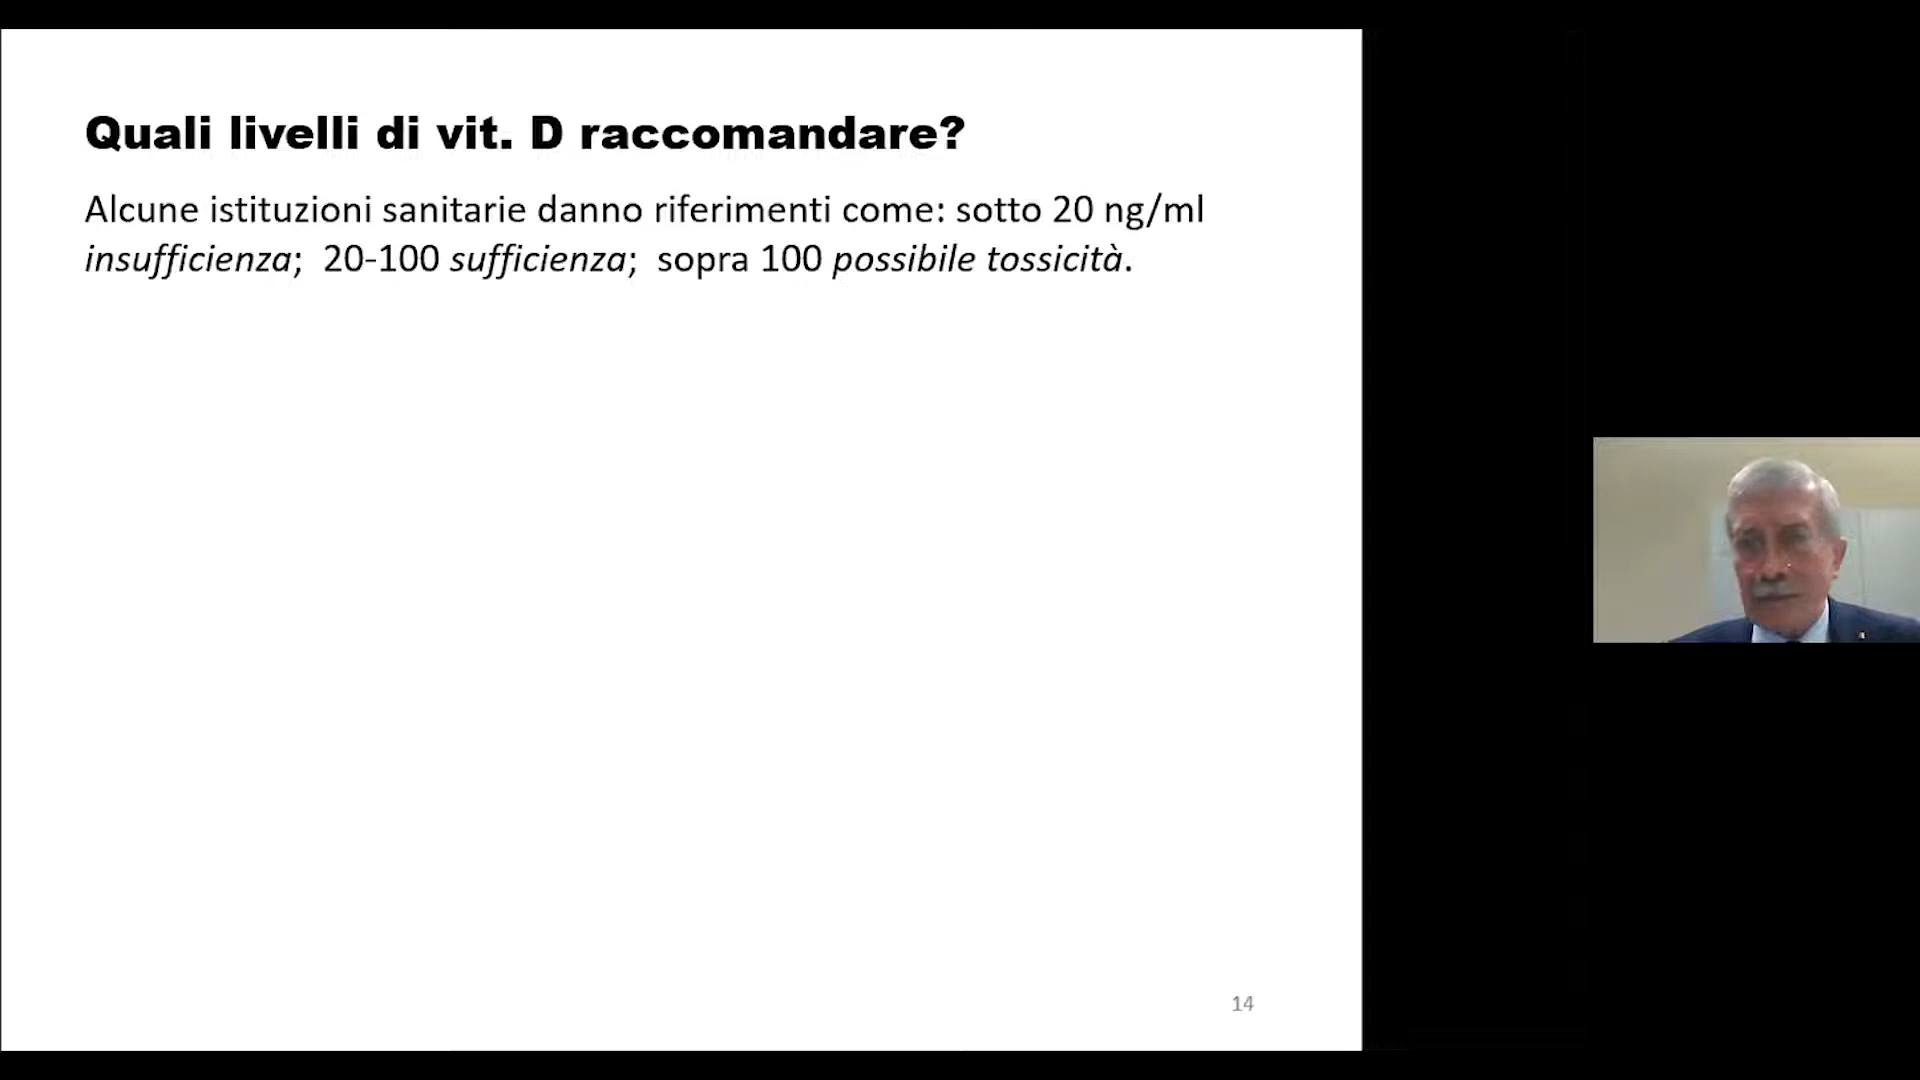 Quali livelli di vit. D raccomandare?
Alcune istituzioni sanitarie danno riferimenti come: sotto 20 ng/ml
insufficienza;  20-100 sufficienza;  sopra 100 possibile tossicità.
14